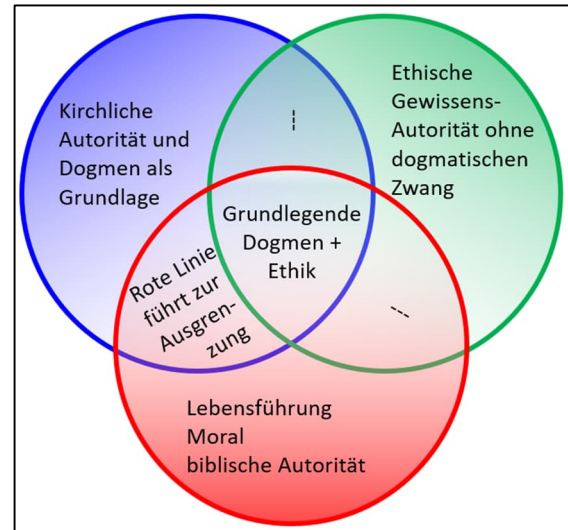 Kirchliche
Autorität und
Dogmen als
Grundlage
---
Ethische
Gewissens-
Autorität ohne
dogmatischen
Zwang
Grundlegende
Dogmen +
Ethik
Rote Linie
führt zur
Ausgren-
zung
---
Lebensführung
Moral
biblische Autorität